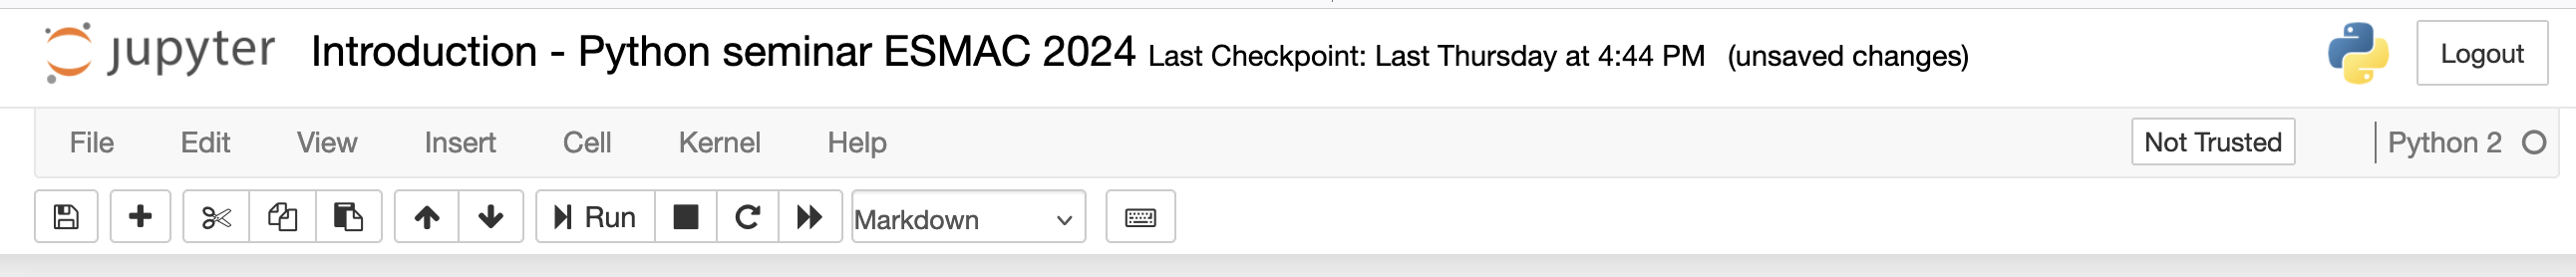 jupyter Introduction - Python seminar ESMAC 2024 Last Checkpoint: Last Thursday at 4:44 PM (unsaved changes) Logout
File Edit View Insert Cell Kernel Help Not Trusted Python 2
Run Markdown